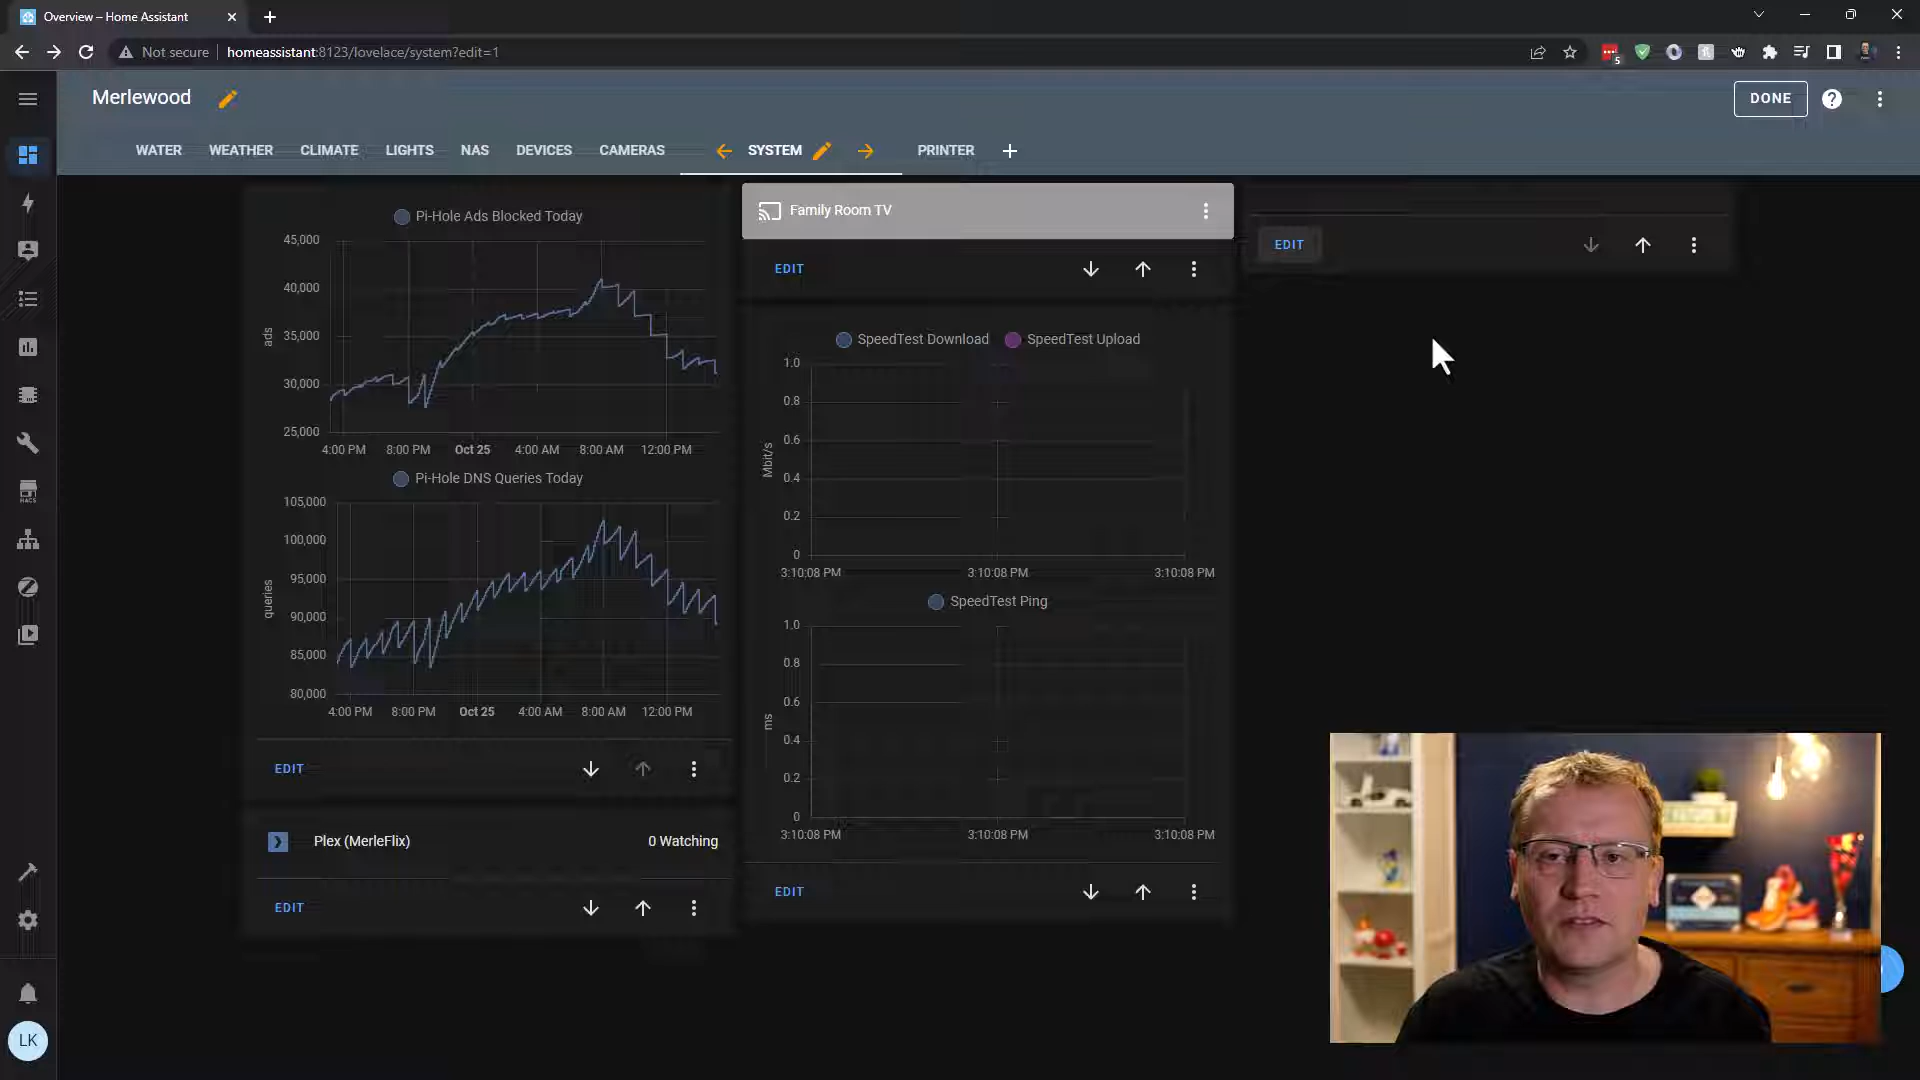 Overview – Home Assistant
Not secure
homeassistant:8123/lovelace/system?edit=1
5
Merlewood
DONE
WATER
WEATHER
CLIMATE
LIGHTS
NAS
DEVICES
CAMERAS
SYSTEM
PRINTER
HACS
LK
Pi-Hole Ads Blocked Today
45,000
40,000
35,000
30,000
25,000
ads
4:00 PM 8:00 PM Oct 25 4:00 AM 8:00 AM 12:00 PM
Pi-Hole DNS Queries Today
105,000
100,000
95,000
90,000
85,000
80,000
queries
4:00 PM 8:00 PM Oct 25 4:00 AM 8:00 AM 12:00 PM
EDIT
Plex (MerleFlix) 0 Watching
EDIT
Family Room TV
EDIT
SpeedTest Download SpeedTest Upload
1.0
0.8
0.6
0.4
0.2
0
Mbit/s
3:10:08 PM 3:10:08 PM 3:10:08 PM
SpeedTest Ping
1.0
0.8
0.6
0.4
0.2
0
ms
3:10:08 PM 3:10:08 PM 3:10:08 PM
EDIT
EDIT